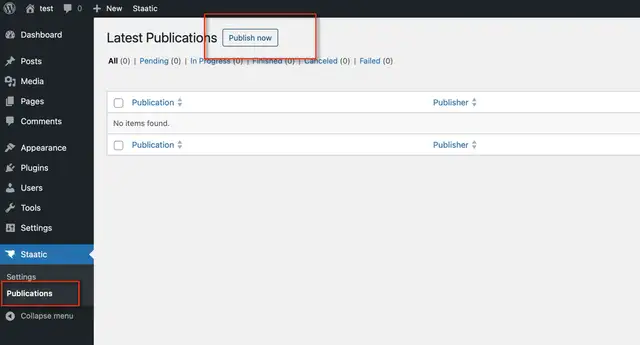 test 0 New Staatic
Dashboard
Posts
Media
Pages
Comments
Appearance
Plugins
Users
Tools
Settings
Staatic
Settings
Publications
Collapse menu
Latest Publications Publish now
All (0) | Pending (0) | In Progress (0) | Finished (0) | Canceled (0) | Failed (0)
Publication Publisher
No items found.
Publication Publisher